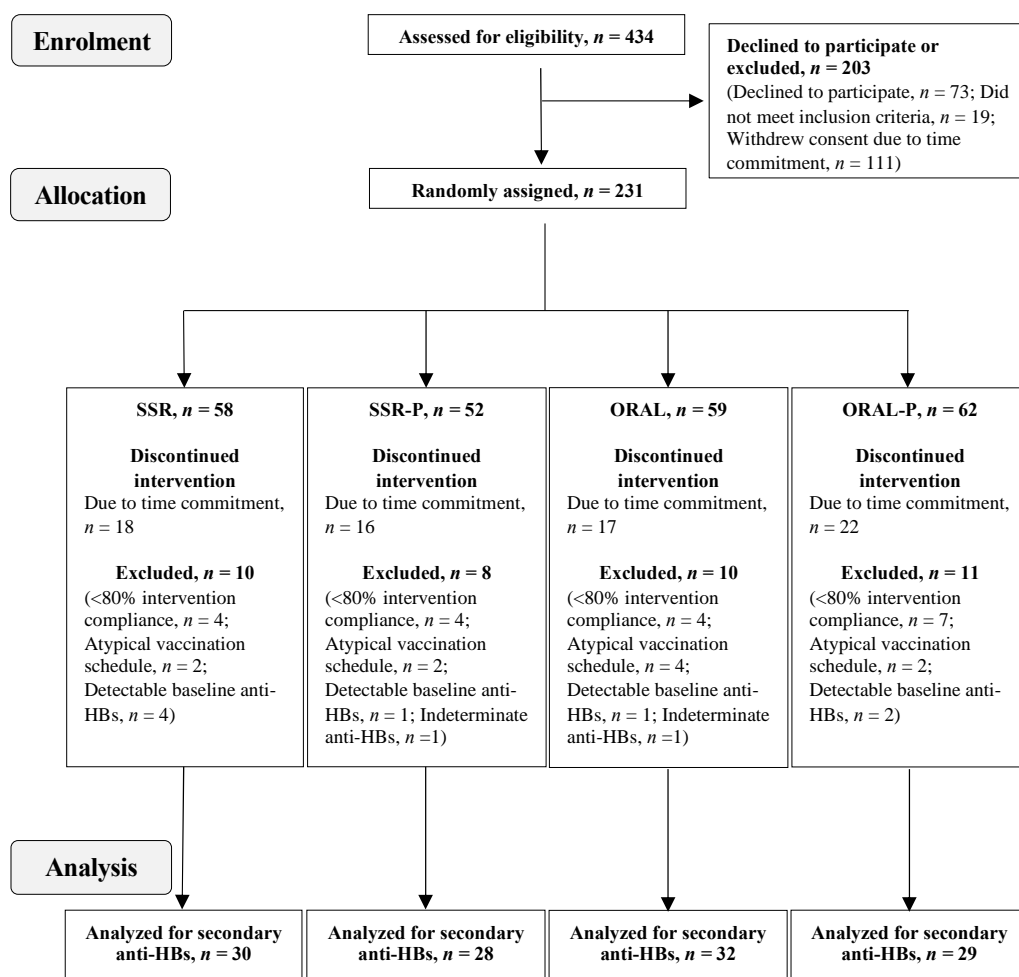 Enrolment
Assessed for eligibility, n = 434
Declined to participate or
excluded, n = 203
(Declined to participate, n = 73; Did
not meet inclusion criteria, n = 19;
Withdrew consent due to time
commitment, n = 111)
Allocation
Randomly assigned, n = 231
SSR, n = 58
Discontinued
intervention
Due to time commitment,
n = 18
Excluded, n = 10
(<80% intervention
compliance, n = 4;
Atypical vaccination
schedule, n = 2;
Detectable baseline anti-
HBs, n = 4)
SSR-P, n = 52
Discontinued
intervention
Due to time commitment,
n = 16
Excluded, n = 8
(<80% intervention
compliance, n = 4;
Atypical vaccination
schedule, n = 2;
Detectable baseline anti-
HBs, n = 1; Indeterminate
anti-HBs, n =1)
ORAL, n = 59
Discontinued
intervention
Due to time commitment,
n = 17
Excluded, n = 10
(<80% intervention
compliance, n = 4;
Atypical vaccination
schedule, n = 4;
Detectable baseline anti-
HBs, n = 1; Indeterminate
anti-HBs, n =1)
ORAL-P, n = 62
Discontinued
intervention
Due to time commitment,
n = 22
Excluded, n = 11
(<80% intervention
compliance, n = 7;
Atypical vaccination
schedule, n = 2;
Detectable baseline anti-
HBs, n = 2)
Analysis
Analyzed for secondary
anti-HBs, n = 30
Analyzed for secondary
anti-HBs, n = 28
Analyzed for secondary
anti-HBs, n = 32
Analyzed for secondary
anti-HBs, n = 29